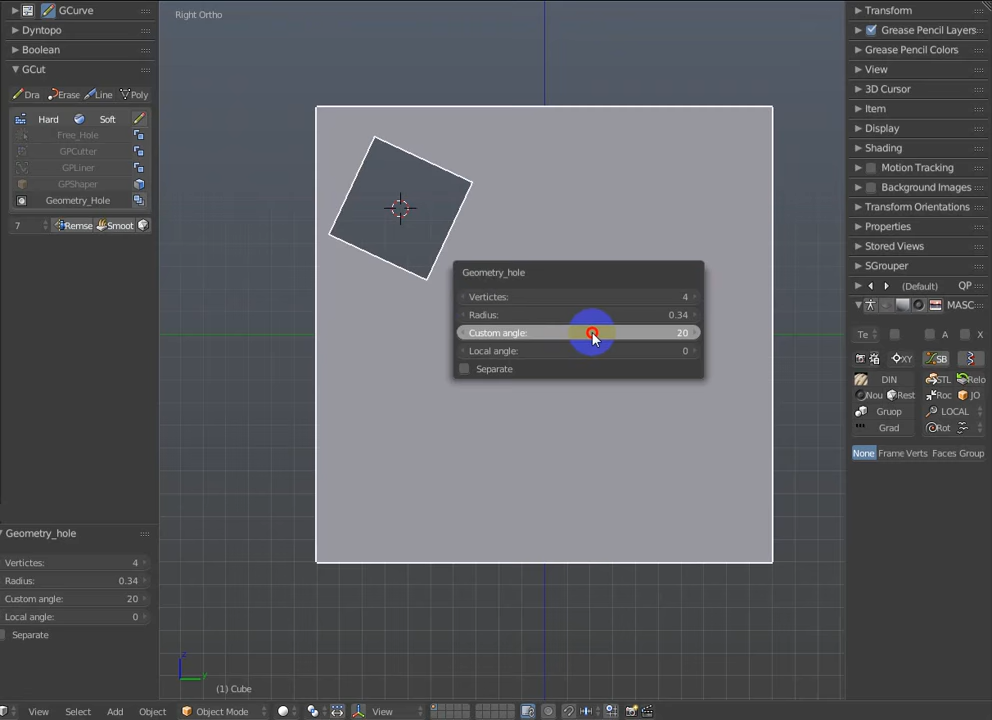 GCurve
Dyntopo
Boolean
GCut
Dra Erase Line Poly
Hard Soft
Free_Hole
GPCutter
GPLiner
GPShaper
Geometry_Hole
7 Remse Smoot
Geometry_hole
Vertictes: 4
Radius: 0.34
Custom angle: 20
Local angle: 0
Separate
Right Ortho
Geometry_hole
Vertictes: 4
Radius: 0.34
Custom angle: 20
Local angle: 0
Separate
z
y
(1) Cube
View Select Add Object Object Mode View
Transform
Grease Pencil Layers
Grease Pencil Colors
View
3D Cursor
Item
Display
Shading
Motion Tracking
Background Images
Transform Orientations
Properties
Stored Views
SGrouper
(Default) QP
MASC
Te A X
XY SB
DIN STL Relo
Nou Rest Roc JO
Gruop LOCAL
Grad Rot
None Frame Verts Faces Group